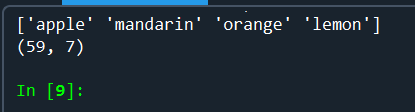 ['apple' 'mandarin' 'orange' 'lemon']
(59, 7)
In [9]: